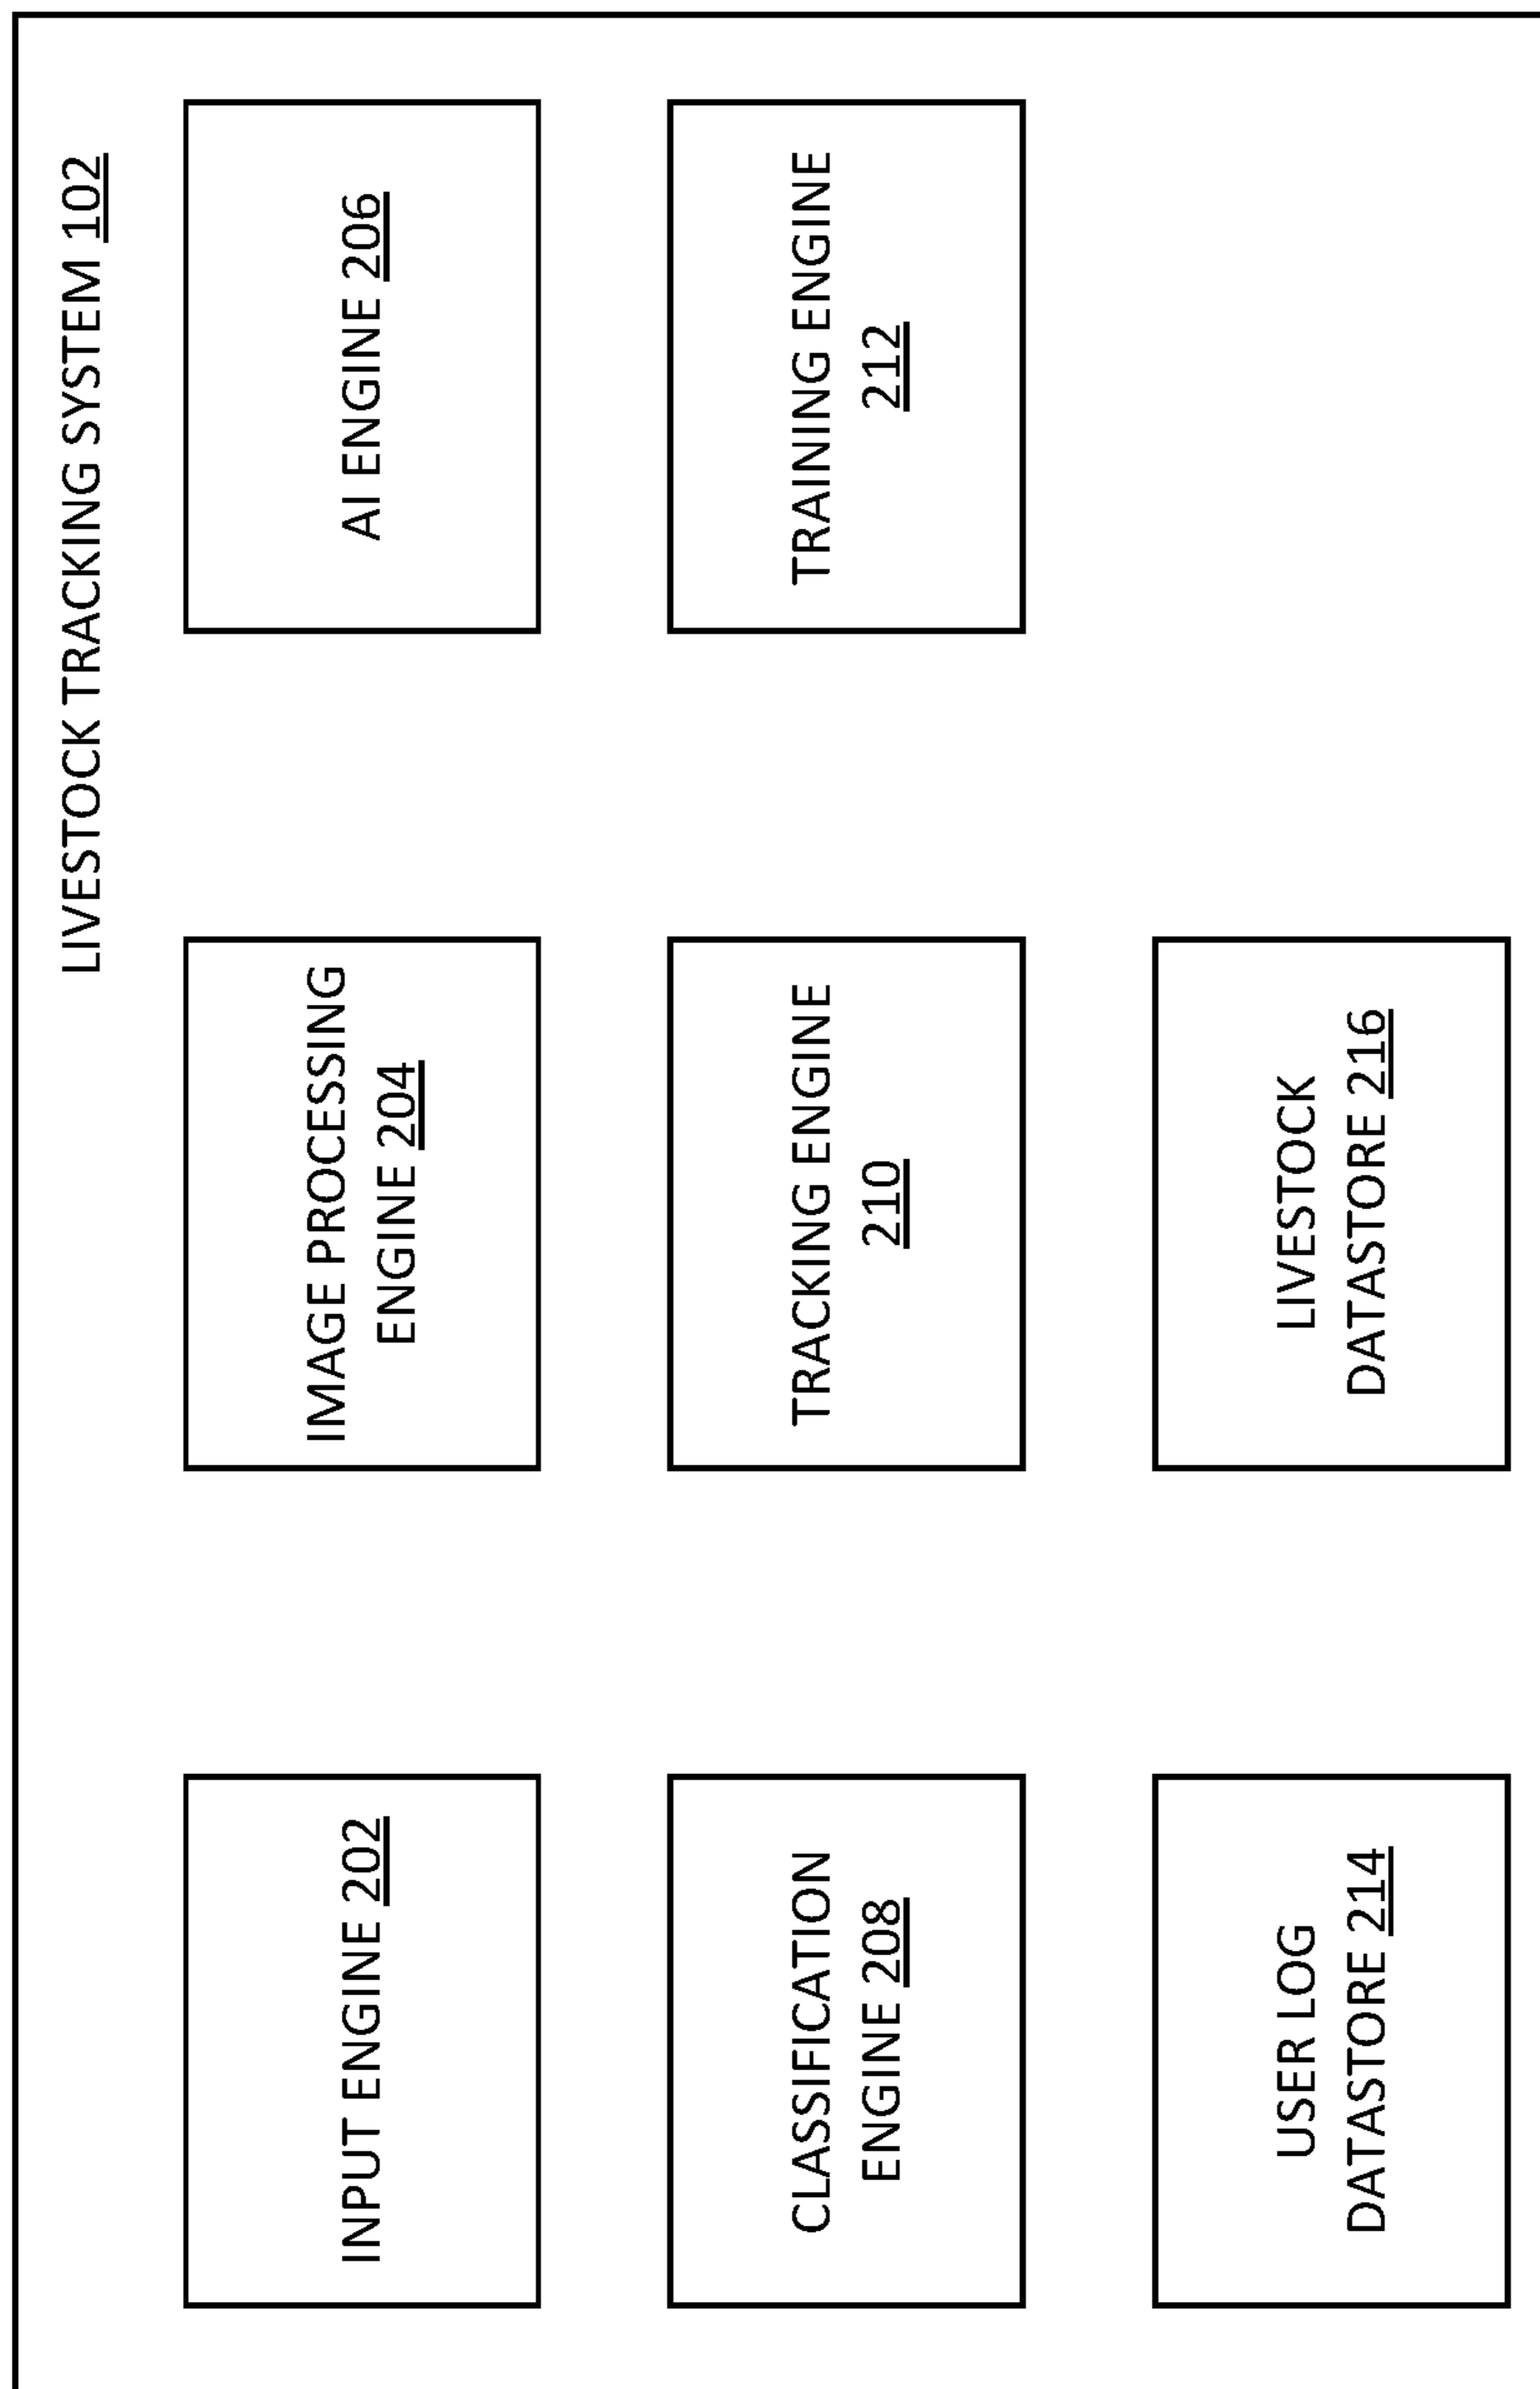 LIVESTOCK TRACKING SYSTEM 102
INPUT ENGINE 202
IMAGE PROCESSING
ENGINE 204
AI ENGINE 206
CLASSIFICATION
ENGINE 208
TRACKING ENGINE
210
TRAINING ENGINE
212
USER LOG
DATASTORE 214
LIVESTOCK
DATASTORE 216